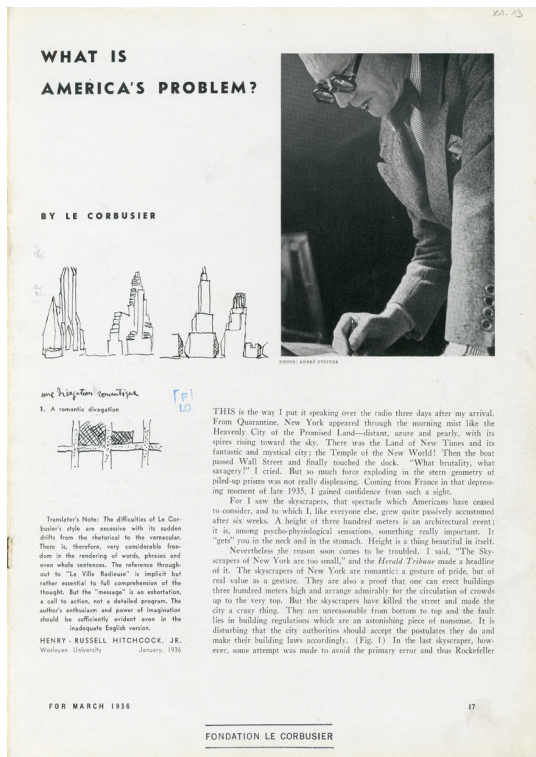 X1-13
WHAT IS
AMERICA'S PROBLEM?
BY LE CORBUSIER
PHOTO: ANDRÉ STEINER
une divagation romantique
1. A romantic divagation
Translator's Note: The difficulties of Le Cor-
busier's style are excessive with its sudden
drifts from the rhetorical to the vernacular.
There is, therefore, very considerable free-
dom in the rendering of words, phrases and
even whole sentences. The reference through-
out to "La Ville Radieuse" is implicit but
rather essential to full comprehension of the
thought. But the "message" is an exhortation,
a call to action, not a detailed program. The
author's enthusiasm and power of imagination
should be sufficiently evident even in the
inadequate English version.
HENRY-RUSSELL HITCHCOCK, JR.
Wesleyan University January, 1936
THIS is the way I put it speaking over the radio three days after my arrival.
From Quarantine, New York appeared through the morning mist like the
Heavenly City of the Promised Land—distant, azure and pearly, with its
spires rising toward the sky. There was the Land of New Times and its
fantastic and mystical city; the Temple of the New World! Then the boat
passed Wall Street and finally touched the dock. "What brutality, what
savagery!" I cried. But so much force exploding in the stern geometry of
piled-up prisms was not really displeasing. Coming from France in that depress-
ing moment of late 1935, I gained confidence from such a sight.
For I saw the skyscrapers, that spectacle which Americans have ceased
to consider, and to which I, like everyone else, grew quite passively accustomed
after six weeks. A height of three hundred meters is an architectural event;
it is, among psycho-physiological sensations, something really important. It
"gets" you in the neck and in the stomach. Height is a thing beautiful in itself.
Nevertheless the reason soon comes to be troubled. I said, "The Sky-
scrapers of New York are too small," and the Herald Tribune made a headline
of it. The skyscrapers of New York are romantic: a gesture of pride, but of
real value as a gesture. They are also a proof that one can erect buildings
three hundred meters high and arrange admirably for the circulation of crowds
up to the very top. But the skyscrapers have killed the street and made the
city a crazy thing. They are unreasonable from bottom to top and the fault
lies in building regulations which are an astonishing piece of nonsense. It is
disturbing that the city authorities should accept the postulates they do and
make their building laws accordingly. (Fig. 1) In the last skyscraper, how-
ever, some attempt was made to avoid the primary error and thus Rockefeller
FOR MARCH 1936
17
FONDATION LE CORBUSIER